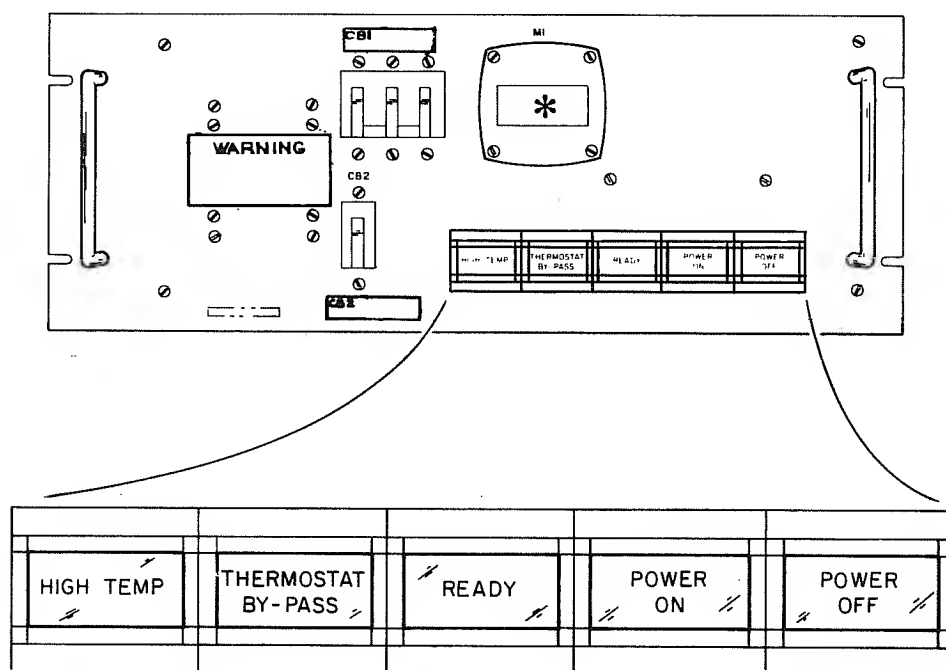 CB1
M1
*
WARNING
CB2
HIGH TEMP
THERMOSTAT
BY-PASS
READY
POWER
ON
POWER
OFF
CB2
HIGH TEMP
THERMOSTAT
BY-PASS
READY
POWER
ON
POWER
OFF